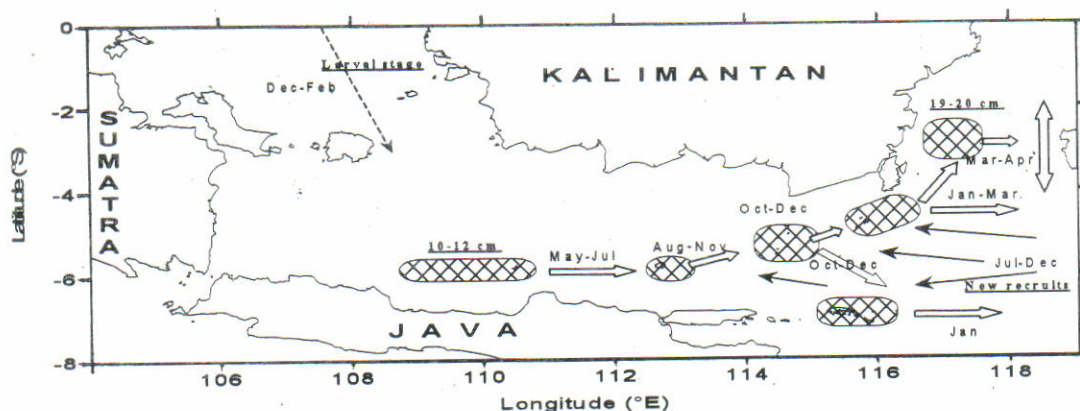 0
Larval stage
Dec-Feb
KALIMANTAN
19-20 cm
-2
SUMATRA
Mar-Apr
-4
Jan-Mar.
Oct-Dec
10-12 cm
May-Jul
Aug-Nov
Oct-Dec
Jul-Dec
-6
New recruits
JAVA
Jan
-8
106
108
110
112
114
116
118
Latitude (°S)
Longitude (°E)